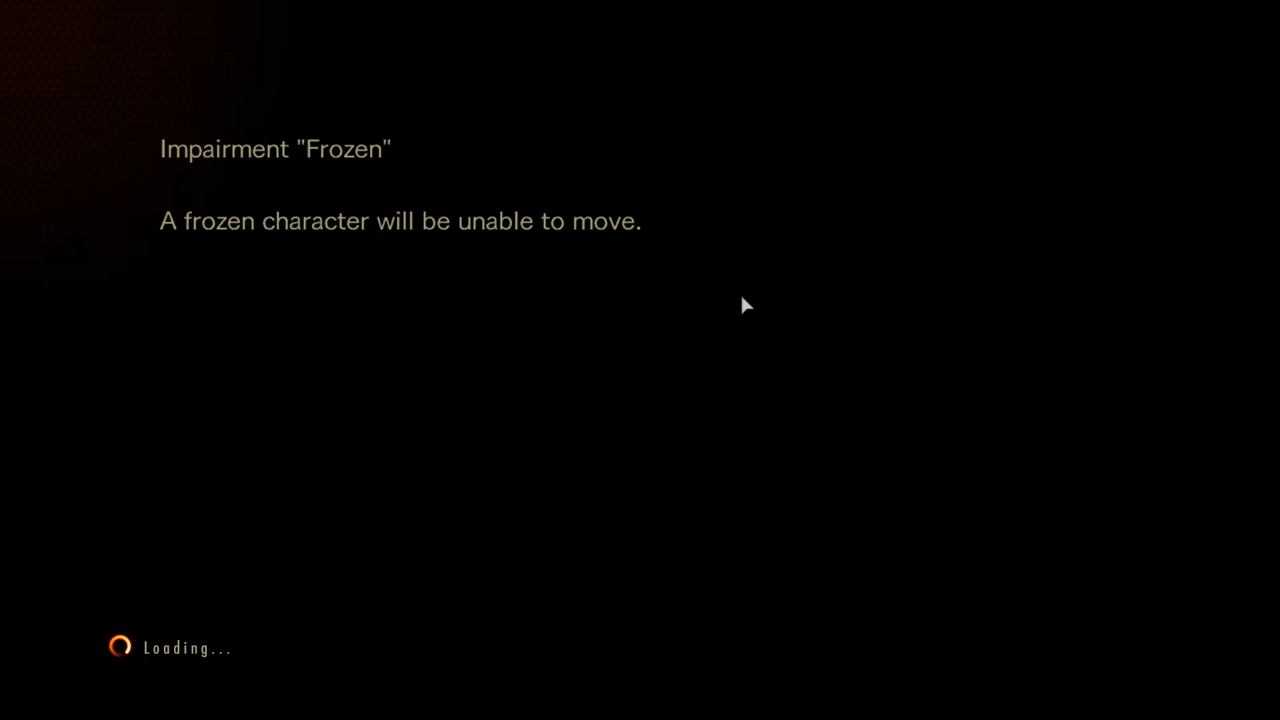 Impairment "Frozen"
A frozen character will be unable to move.
Loading...